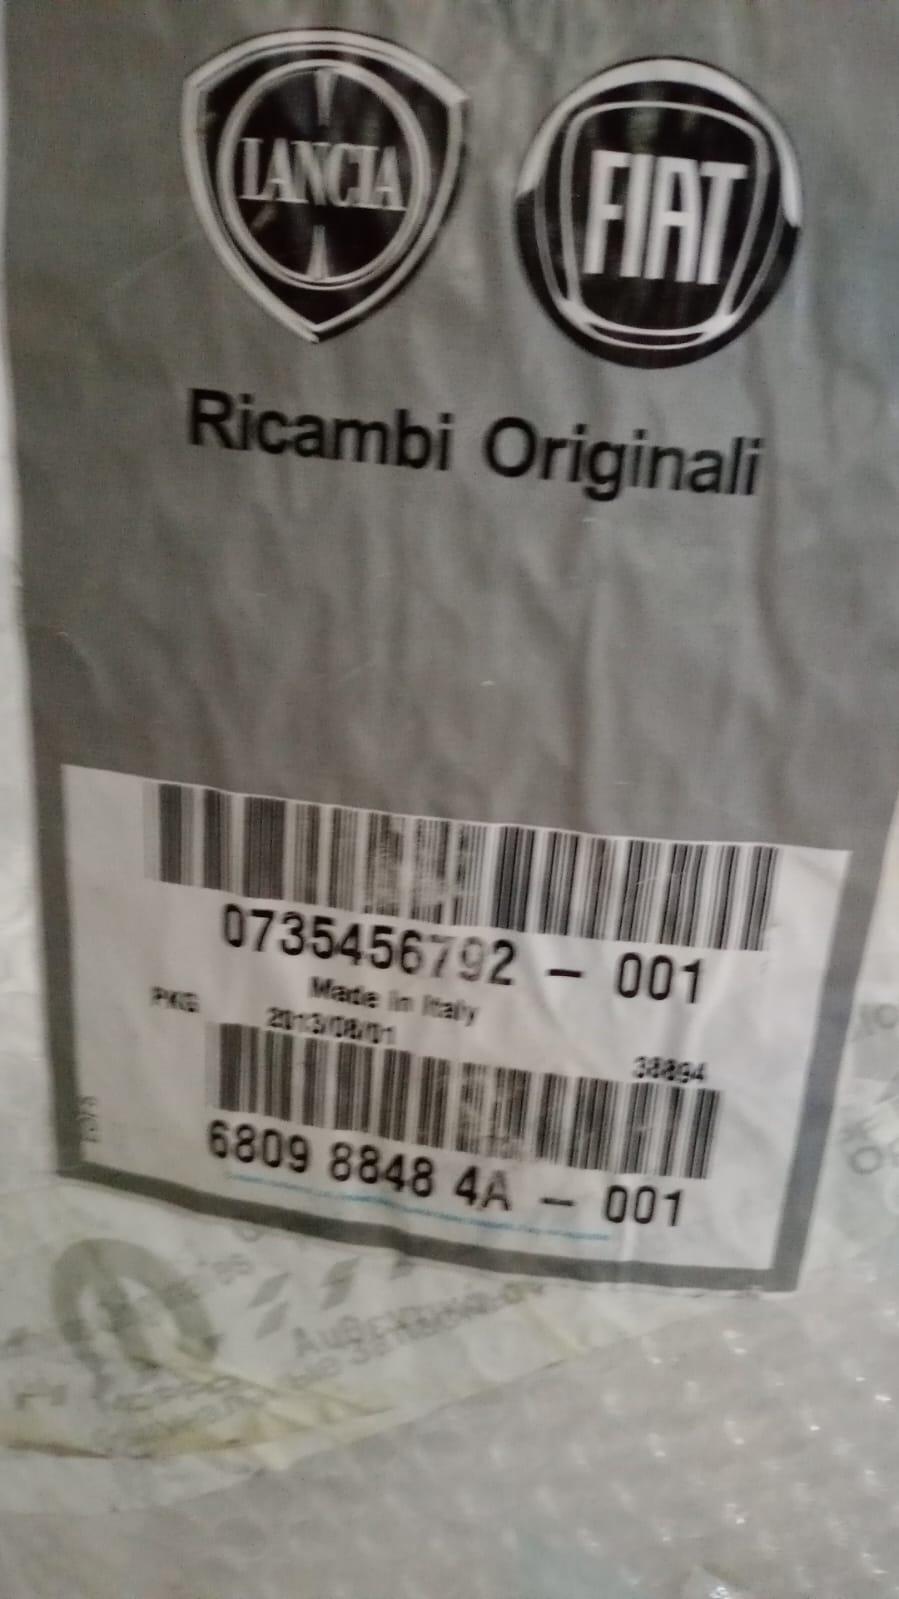 LANCIA
FIAT
Ricambi Originali
0735456792 - 001
Made in Italy
PKG 2013/08/01
38894
6809 8848 4A - 001